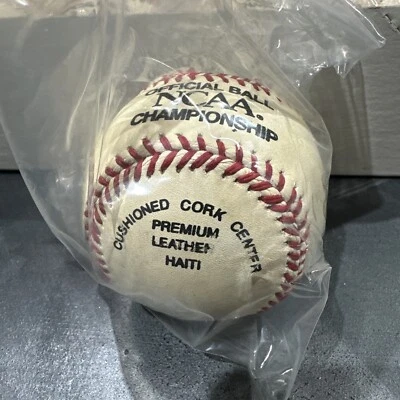 OFFICIAL BALL
NCAA®
CHAMPIONSHIP
CUSHIONED CORK CENTER
PREMIUM
LEATHER
HAITI